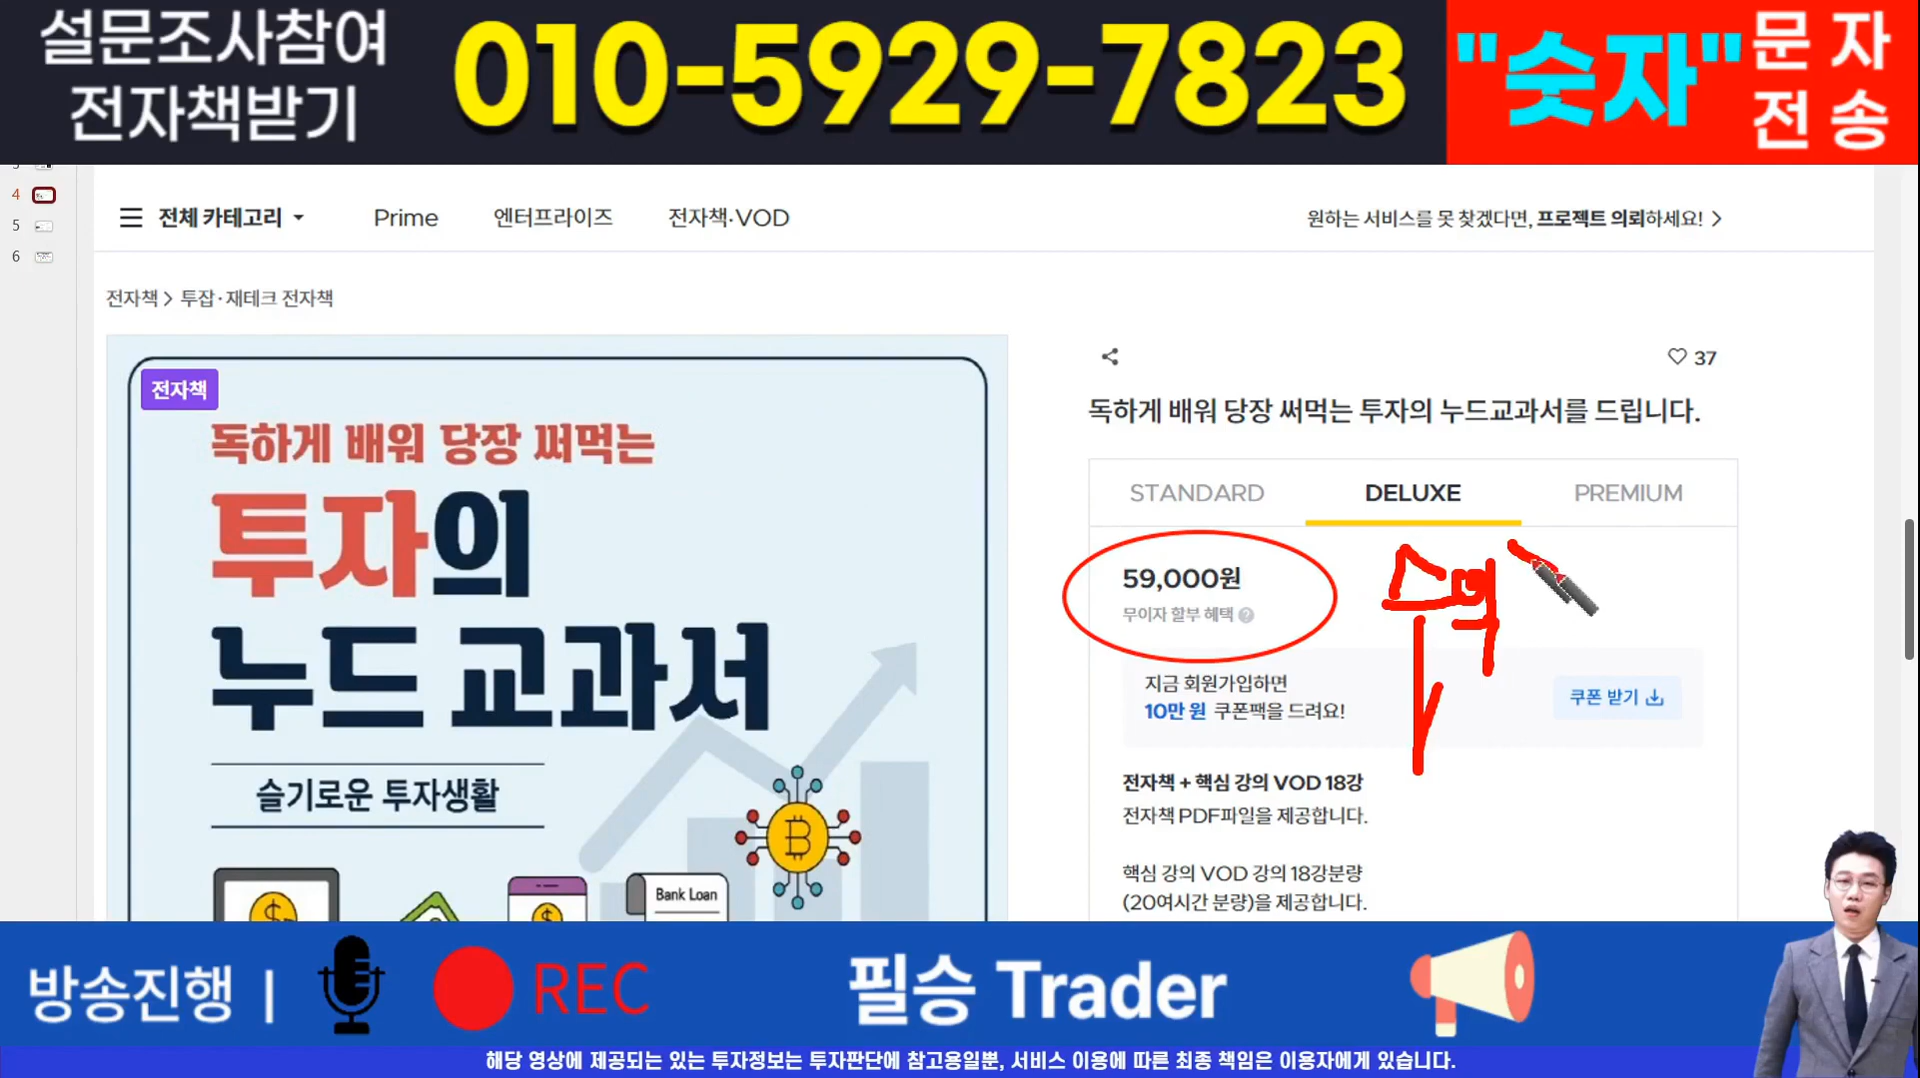 설문조사참여
전자책받기
010-5929-7823
"숫자"
문자
전송
4
5
6
전체 카테고리
Prime
엔터프라이즈
전자책·VOD
원하는 서비스를 못 찾겠다면, 프로젝트 의뢰하세요!
전자책 > 투잡·재테크 전자책
전자책
독하게 배워 당장 써먹는
투자의
누드 교과서
슬기로운 투자생활
Bank Loan
37
독하게 배워 당장 써먹는 투자의 누드교과서를 드립니다.
STANDARD
DELUXE
PREMIUM
59,000원
무이자 할부 혜택
지금 회원가입하면
10만 원 쿠폰팩을 드려요!
쿠폰 받기
전자책 + 핵심 강의 VOD 18강
전자책 PDF파일을 제공합니다.
핵심 강의 VOD 강의 18강분량
(20여시간 분량)을 제공합니다.
방송진행 |
REC
필승 Trader
해당 영상에 제공되는 있는 투자정보는 투자판단에 참고용일뿐, 서비스 이용에 따른 최종 책임은 이용자에게 있습니다.